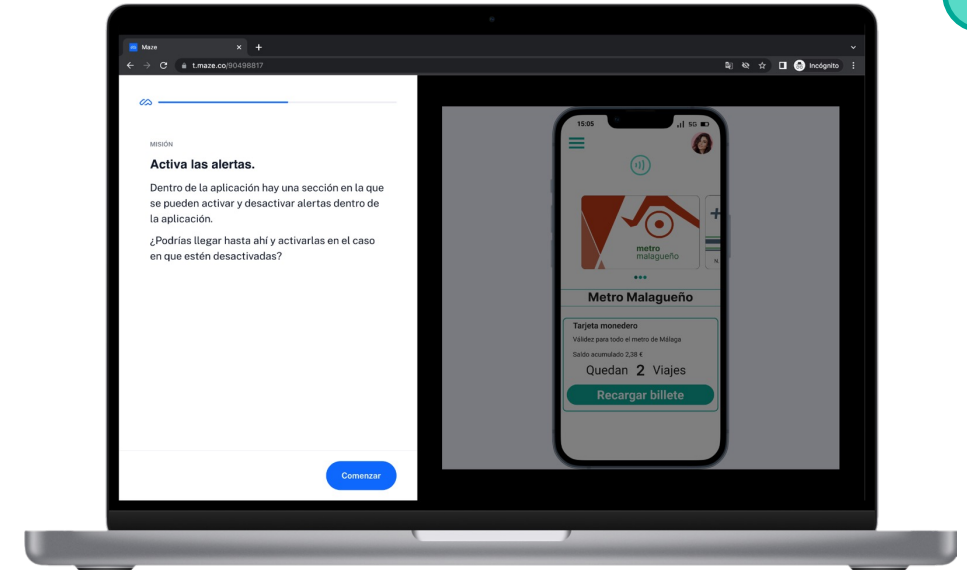 Maze
t.maze.co/90498817
Incógnito
MISIÓN
Activa las alertas.
Dentro de la aplicación hay una sección en la que
se pueden activar y desactivar alertas dentro de
la aplicación.
¿Podrías llegar hasta ahí y activarlas en el caso
en que estén desactivadas?
Comenzar
15:05
5G
metro
malagueño
N.
Metro Malagueño
Tarjeta monedero
Válidez para todo el metro de Málaga
Saldo acumulado 2,38 €
Quedan 2 Viajes
Recargar billete